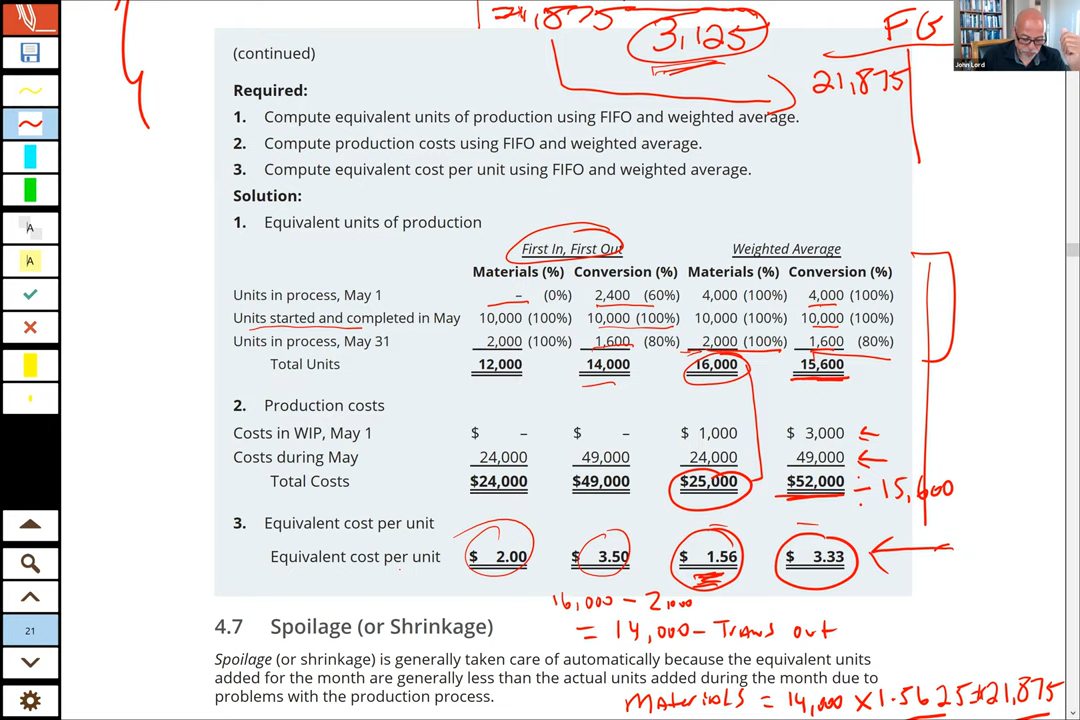 21,875
3,125
FG
21,875
John Lord
(continued)
Required:
1. Compute equivalent units of production using FIFO and weighted average.
2. Compute production costs using FIFO and weighted average.
3. Compute equivalent cost per unit using FIFO and weighted average.
Solution:
1. Equivalent units of production
First In, First Out Weighted Average
Materials (%) Conversion (%) Materials (%) Conversion (%)
Units in process, May 1 – (0%) 2,400 (60%) 4,000 (100%) 4,000 (100%)
Units started and completed in May 10,000 (100%) 10,000 (100%) 10,000 (100%) 10,000 (100%)
Units in process, May 31 2,000 (100%) 1,600 (80%) 2,000 (100%) 1,600 (80%)
Total Units 12,000 14,000 16,000 15,600
2. Production costs
Costs in WIP, May 1 $ – $ – $ 1,000 $ 3,000 ←
Costs during May 24,000 49,000 24,000 49,000 ←
Total Costs $24,000 $49,000 $25,000 $52,000 ÷ 15,600
3. Equivalent cost per unit
Equivalent cost per unit $ 2.00 $ 3.50 $ 1.56 $ 3.33
16,000 – 2,000
= 14,000 – Trans out
4.7 Spoilage (or Shrinkage)
Spoilage (or shrinkage) is generally taken care of automatically because the equivalent units
added for the month are generally less than the actual units added during the month due to
problems with the production process.
Materials = 14,000 × 1.5625 = 21,875
A
A
21